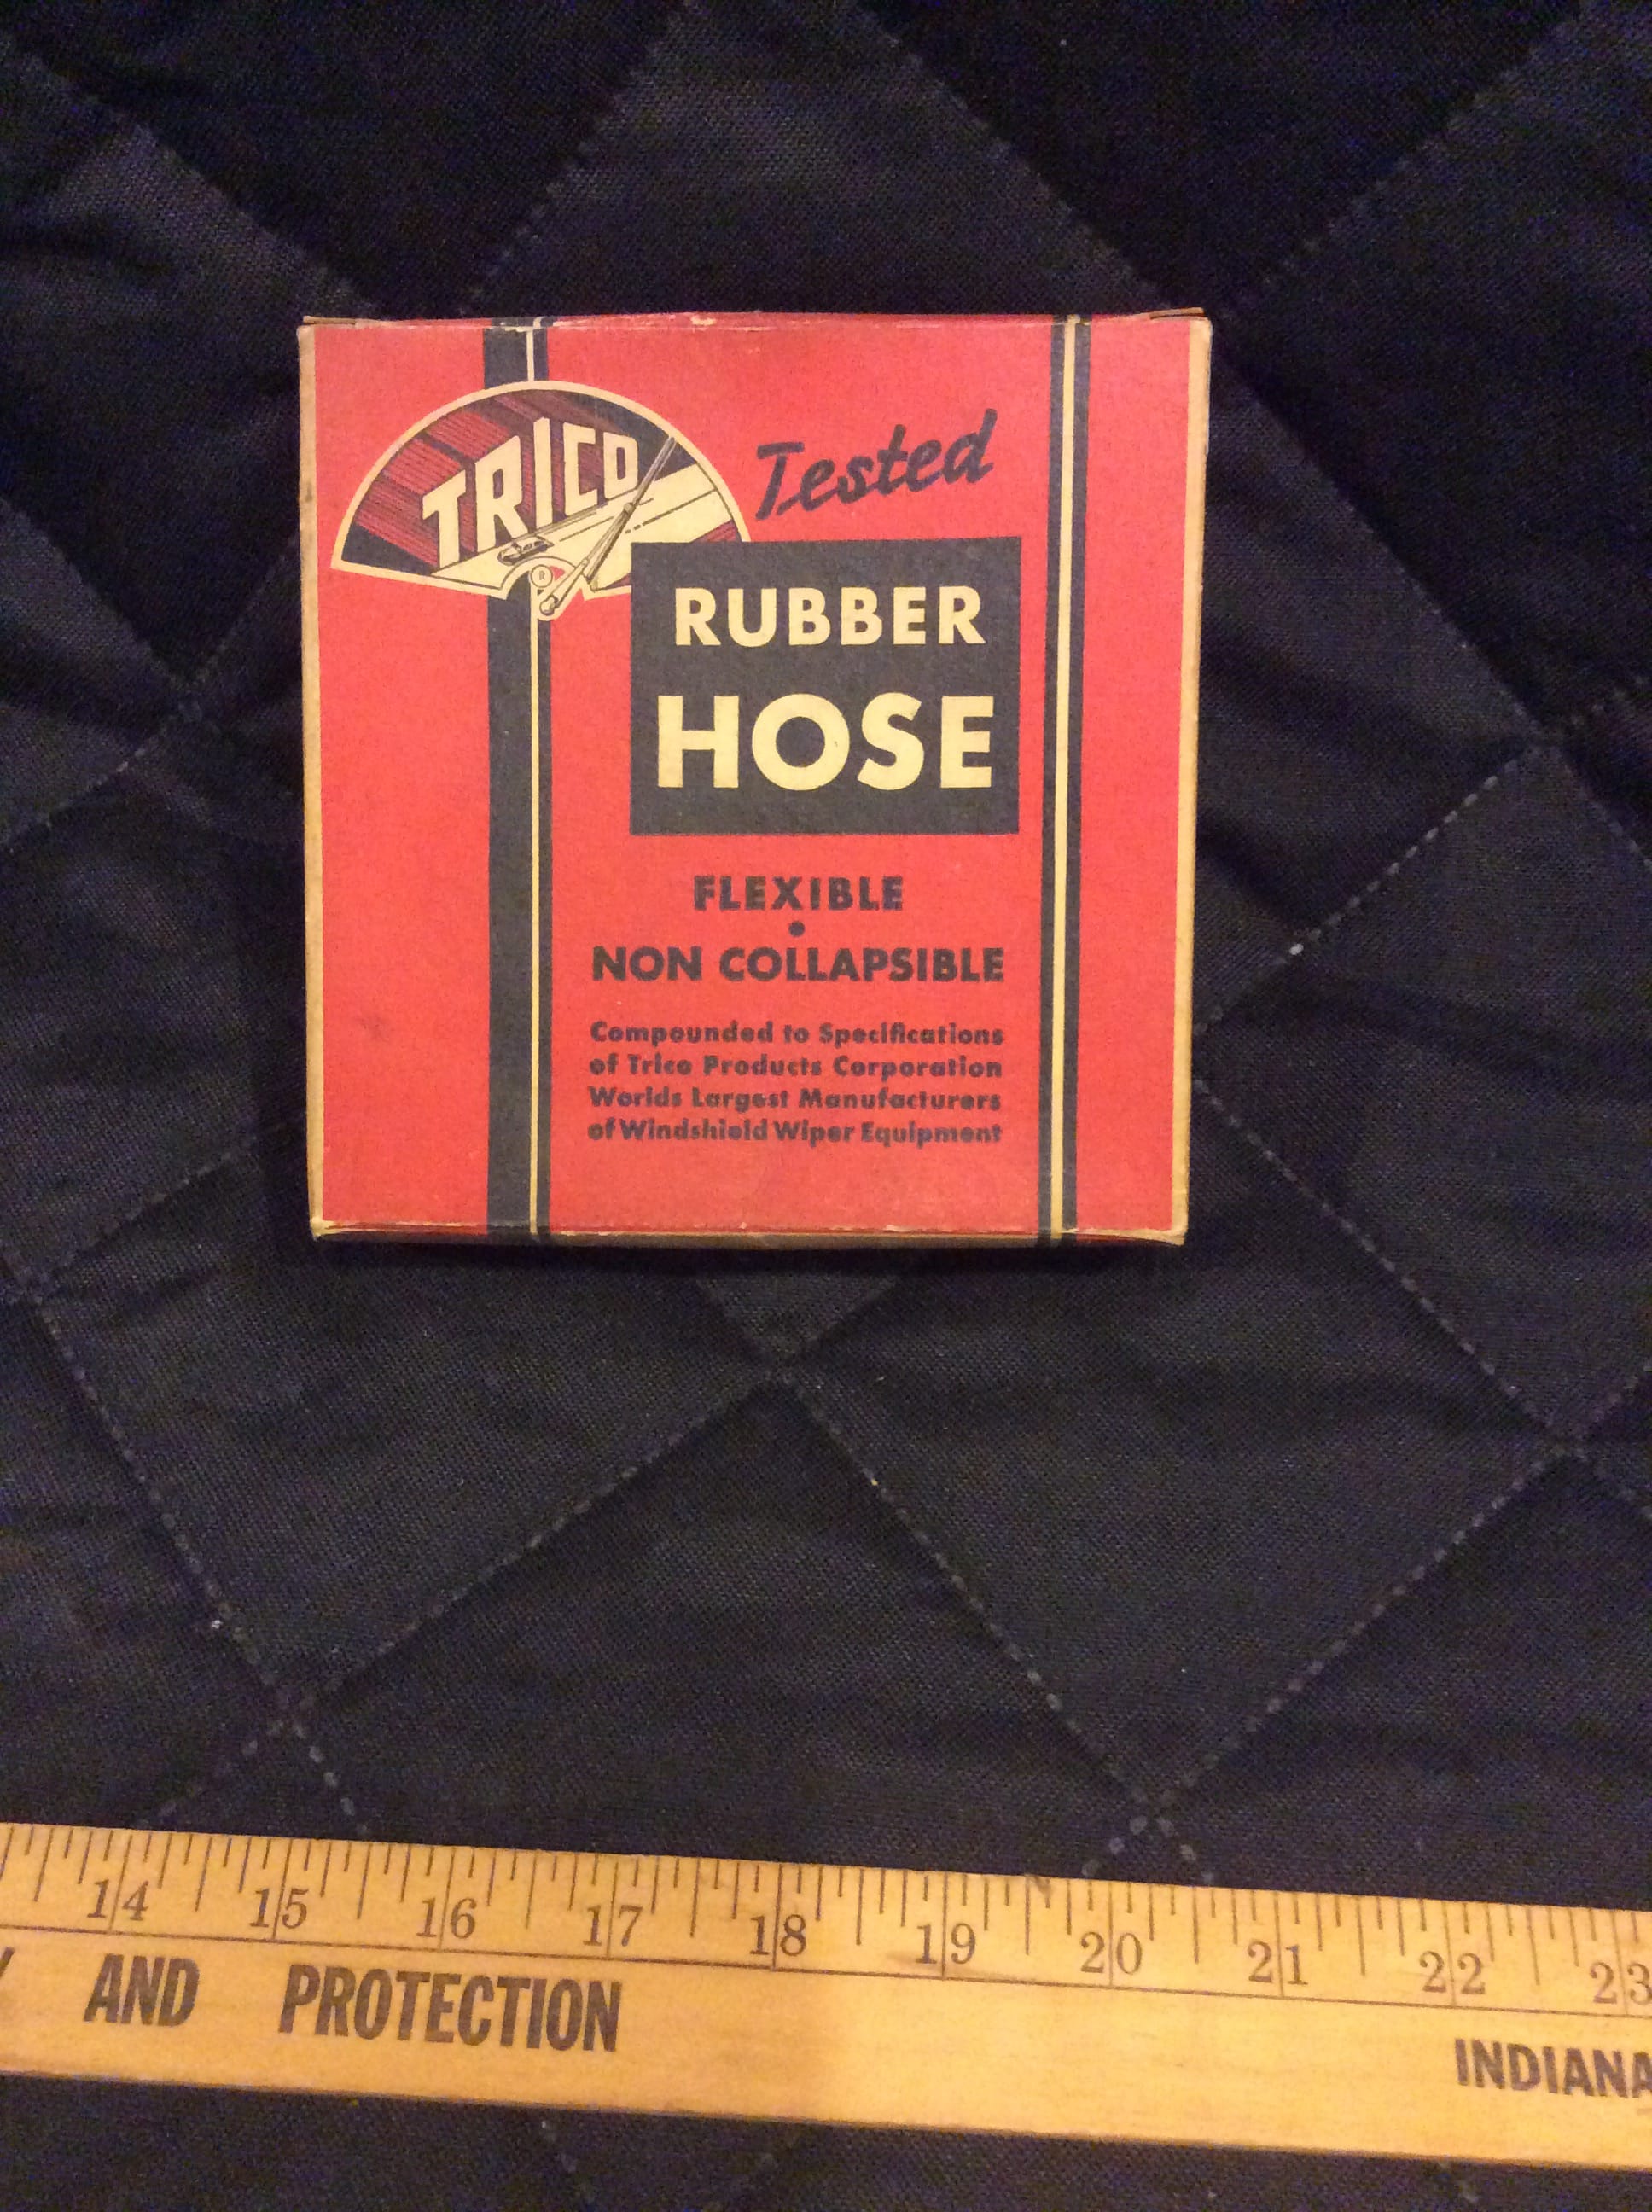 TRICO
®
Tested
RUBBER
HOSE
FLEXIBLE
•
NON COLLAPSIBLE
Compounded to Specifications
of Trico Products Corporation
Worlds Largest Manufacturers
of Windshield Wiper Equipment
14 15 16 17 18 19 20 21 22 23
AND PROTECTION
INDIANA